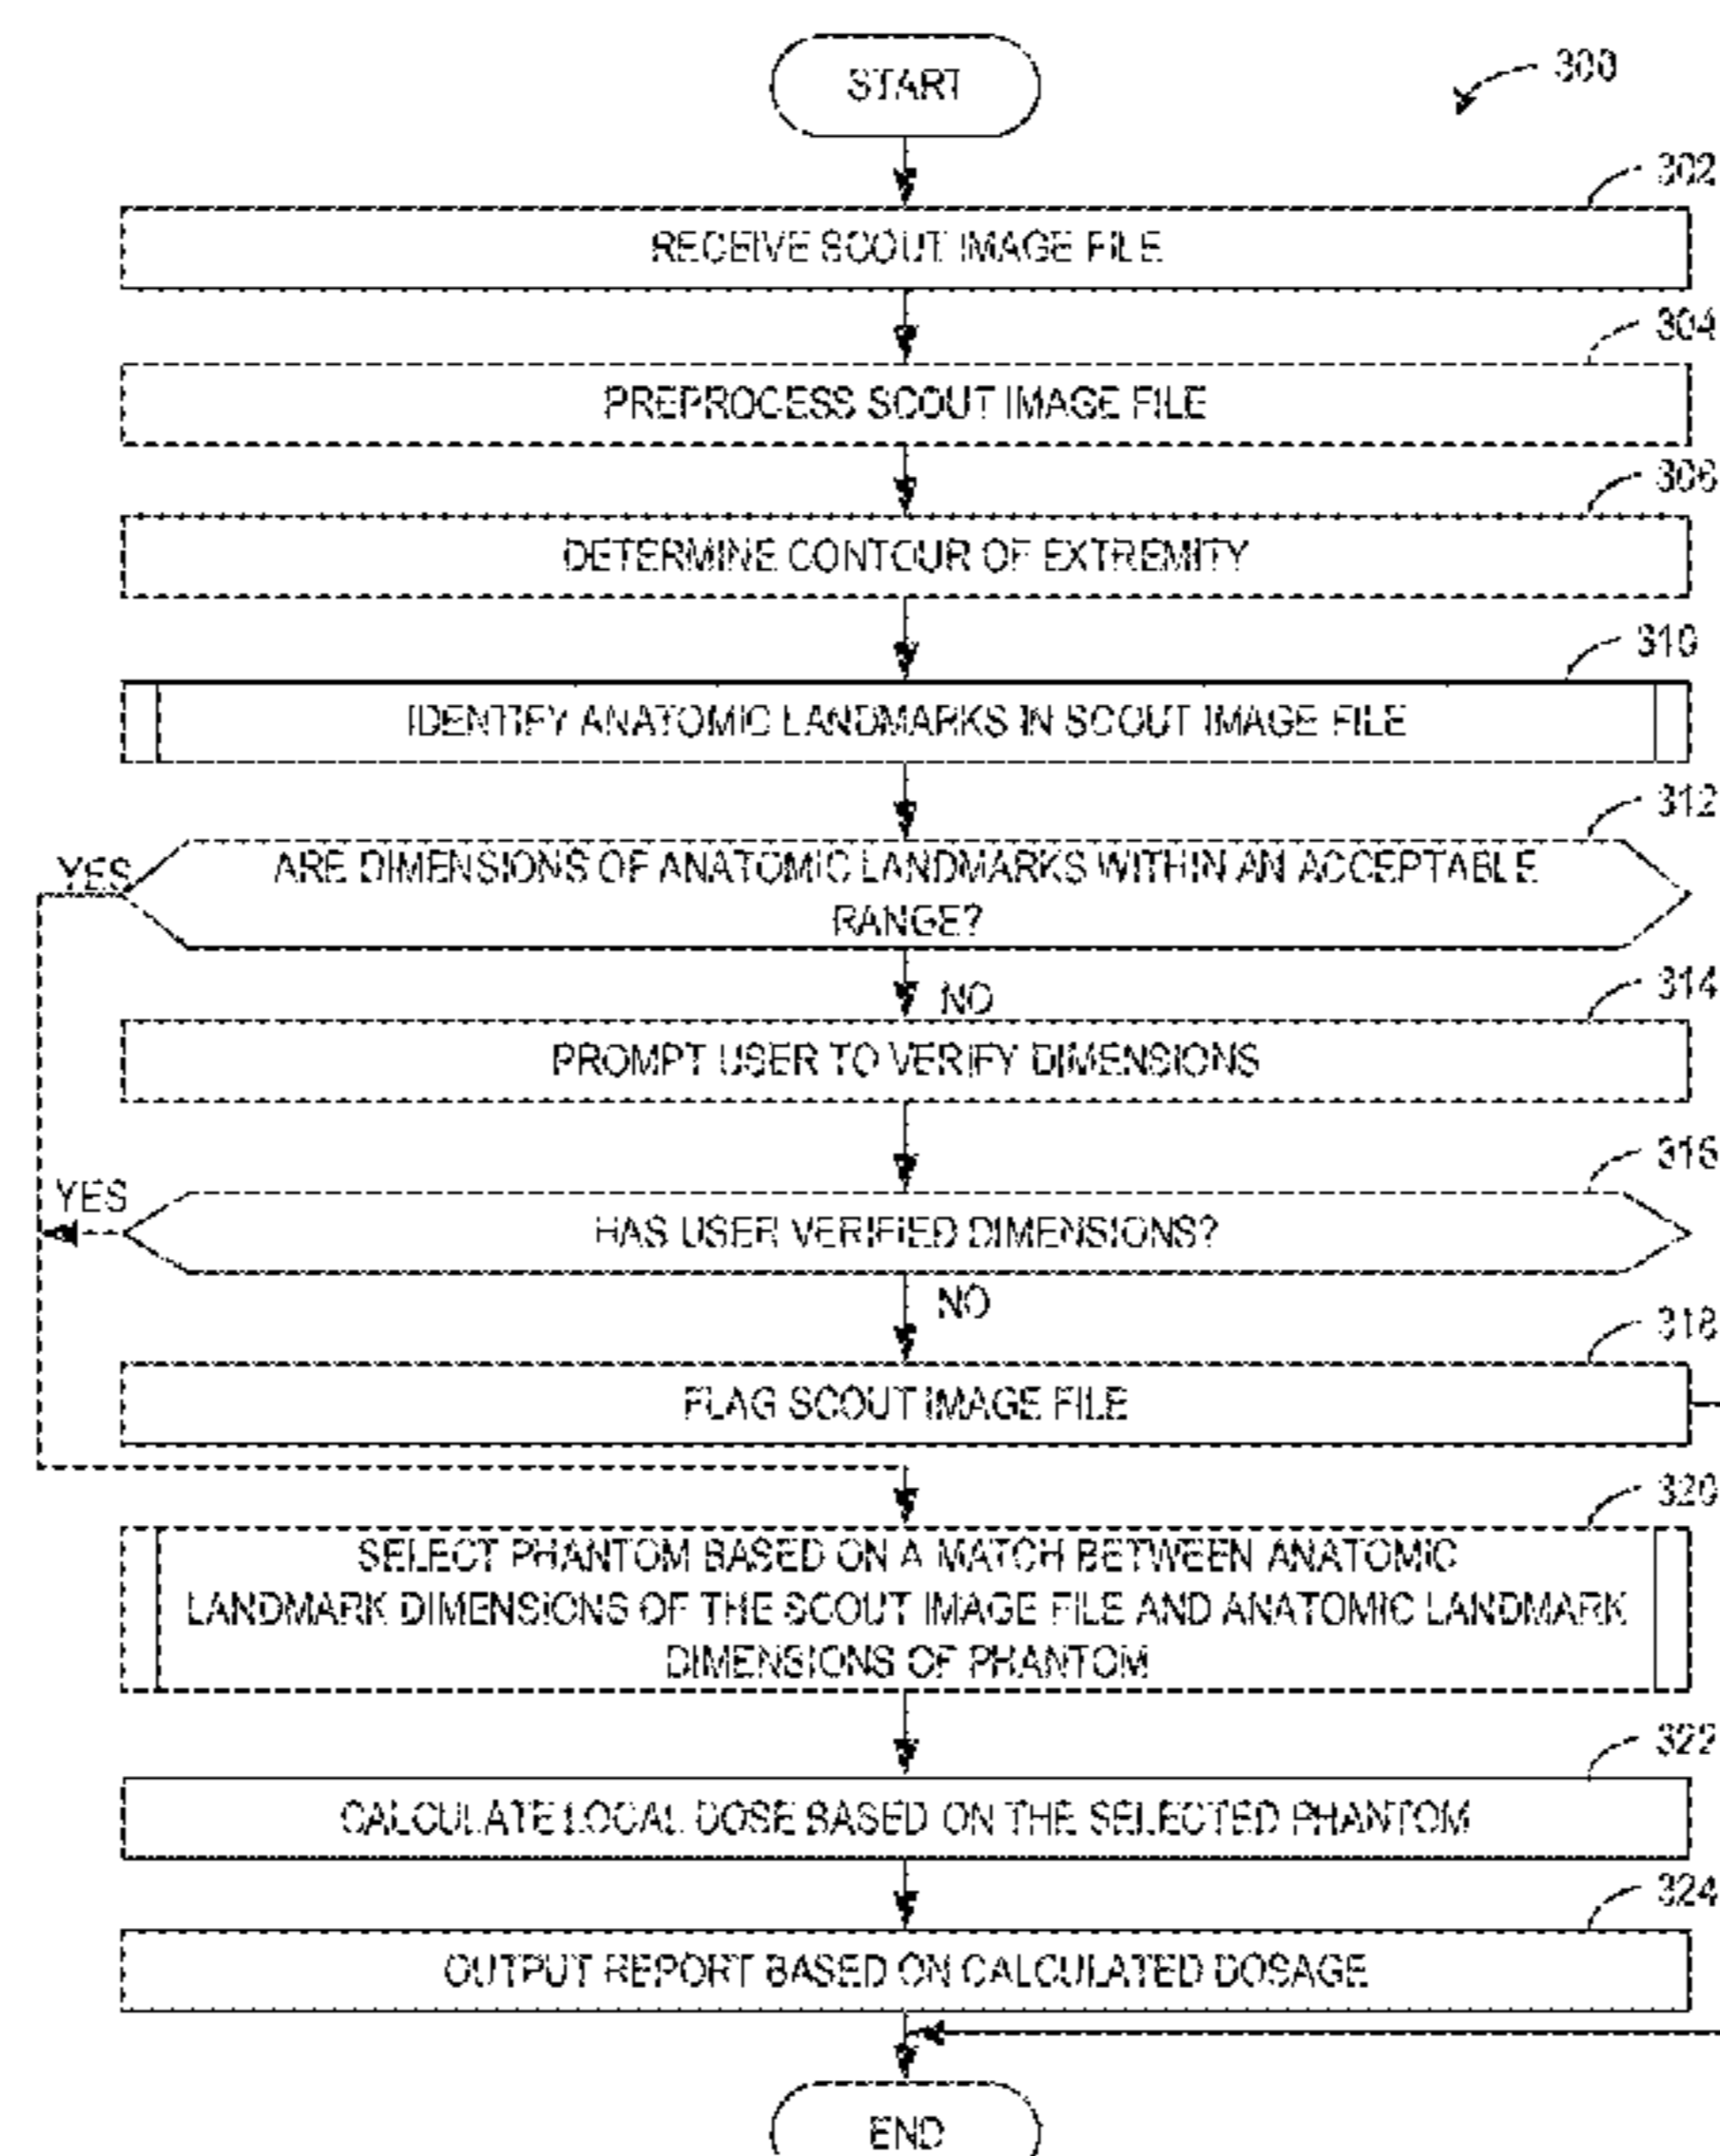 START
300
302
RECEIVE SCOUT IMAGE FILE
304
PREPROCESS SCOUT IMAGE FILE
306
DETERMINE CONTOUR OF EXTREMITY
310
IDENTIFY ANATOMIC LANDMARKS IN SCOUT IMAGE FILE
312
YES
ARE DIMENSIONS OF ANATOMIC LANDMARKS WITHIN AN ACCEPTABLE
RANGE?
NO
314
PROMPT USER TO VERIFY DIMENSIONS
316
YES
HAS USER VERIFIED DIMENSIONS?
NO
318
FLAG SCOUT IMAGE FILE
320
SELECT PHANTOM BASED ON A MATCH BETWEEN ANATOMIC
LANDMARK DIMENSIONS OF THE SCOUT IMAGE FILE AND ANATOMIC LANDMARK
DIMENSIONS OF PHANTOM
322
CALCULATE LOCAL DOSE BASED ON THE SELECTED PHANTOM
324
OUTPUT REPORT BASED ON CALCULATED DOSAGE
END